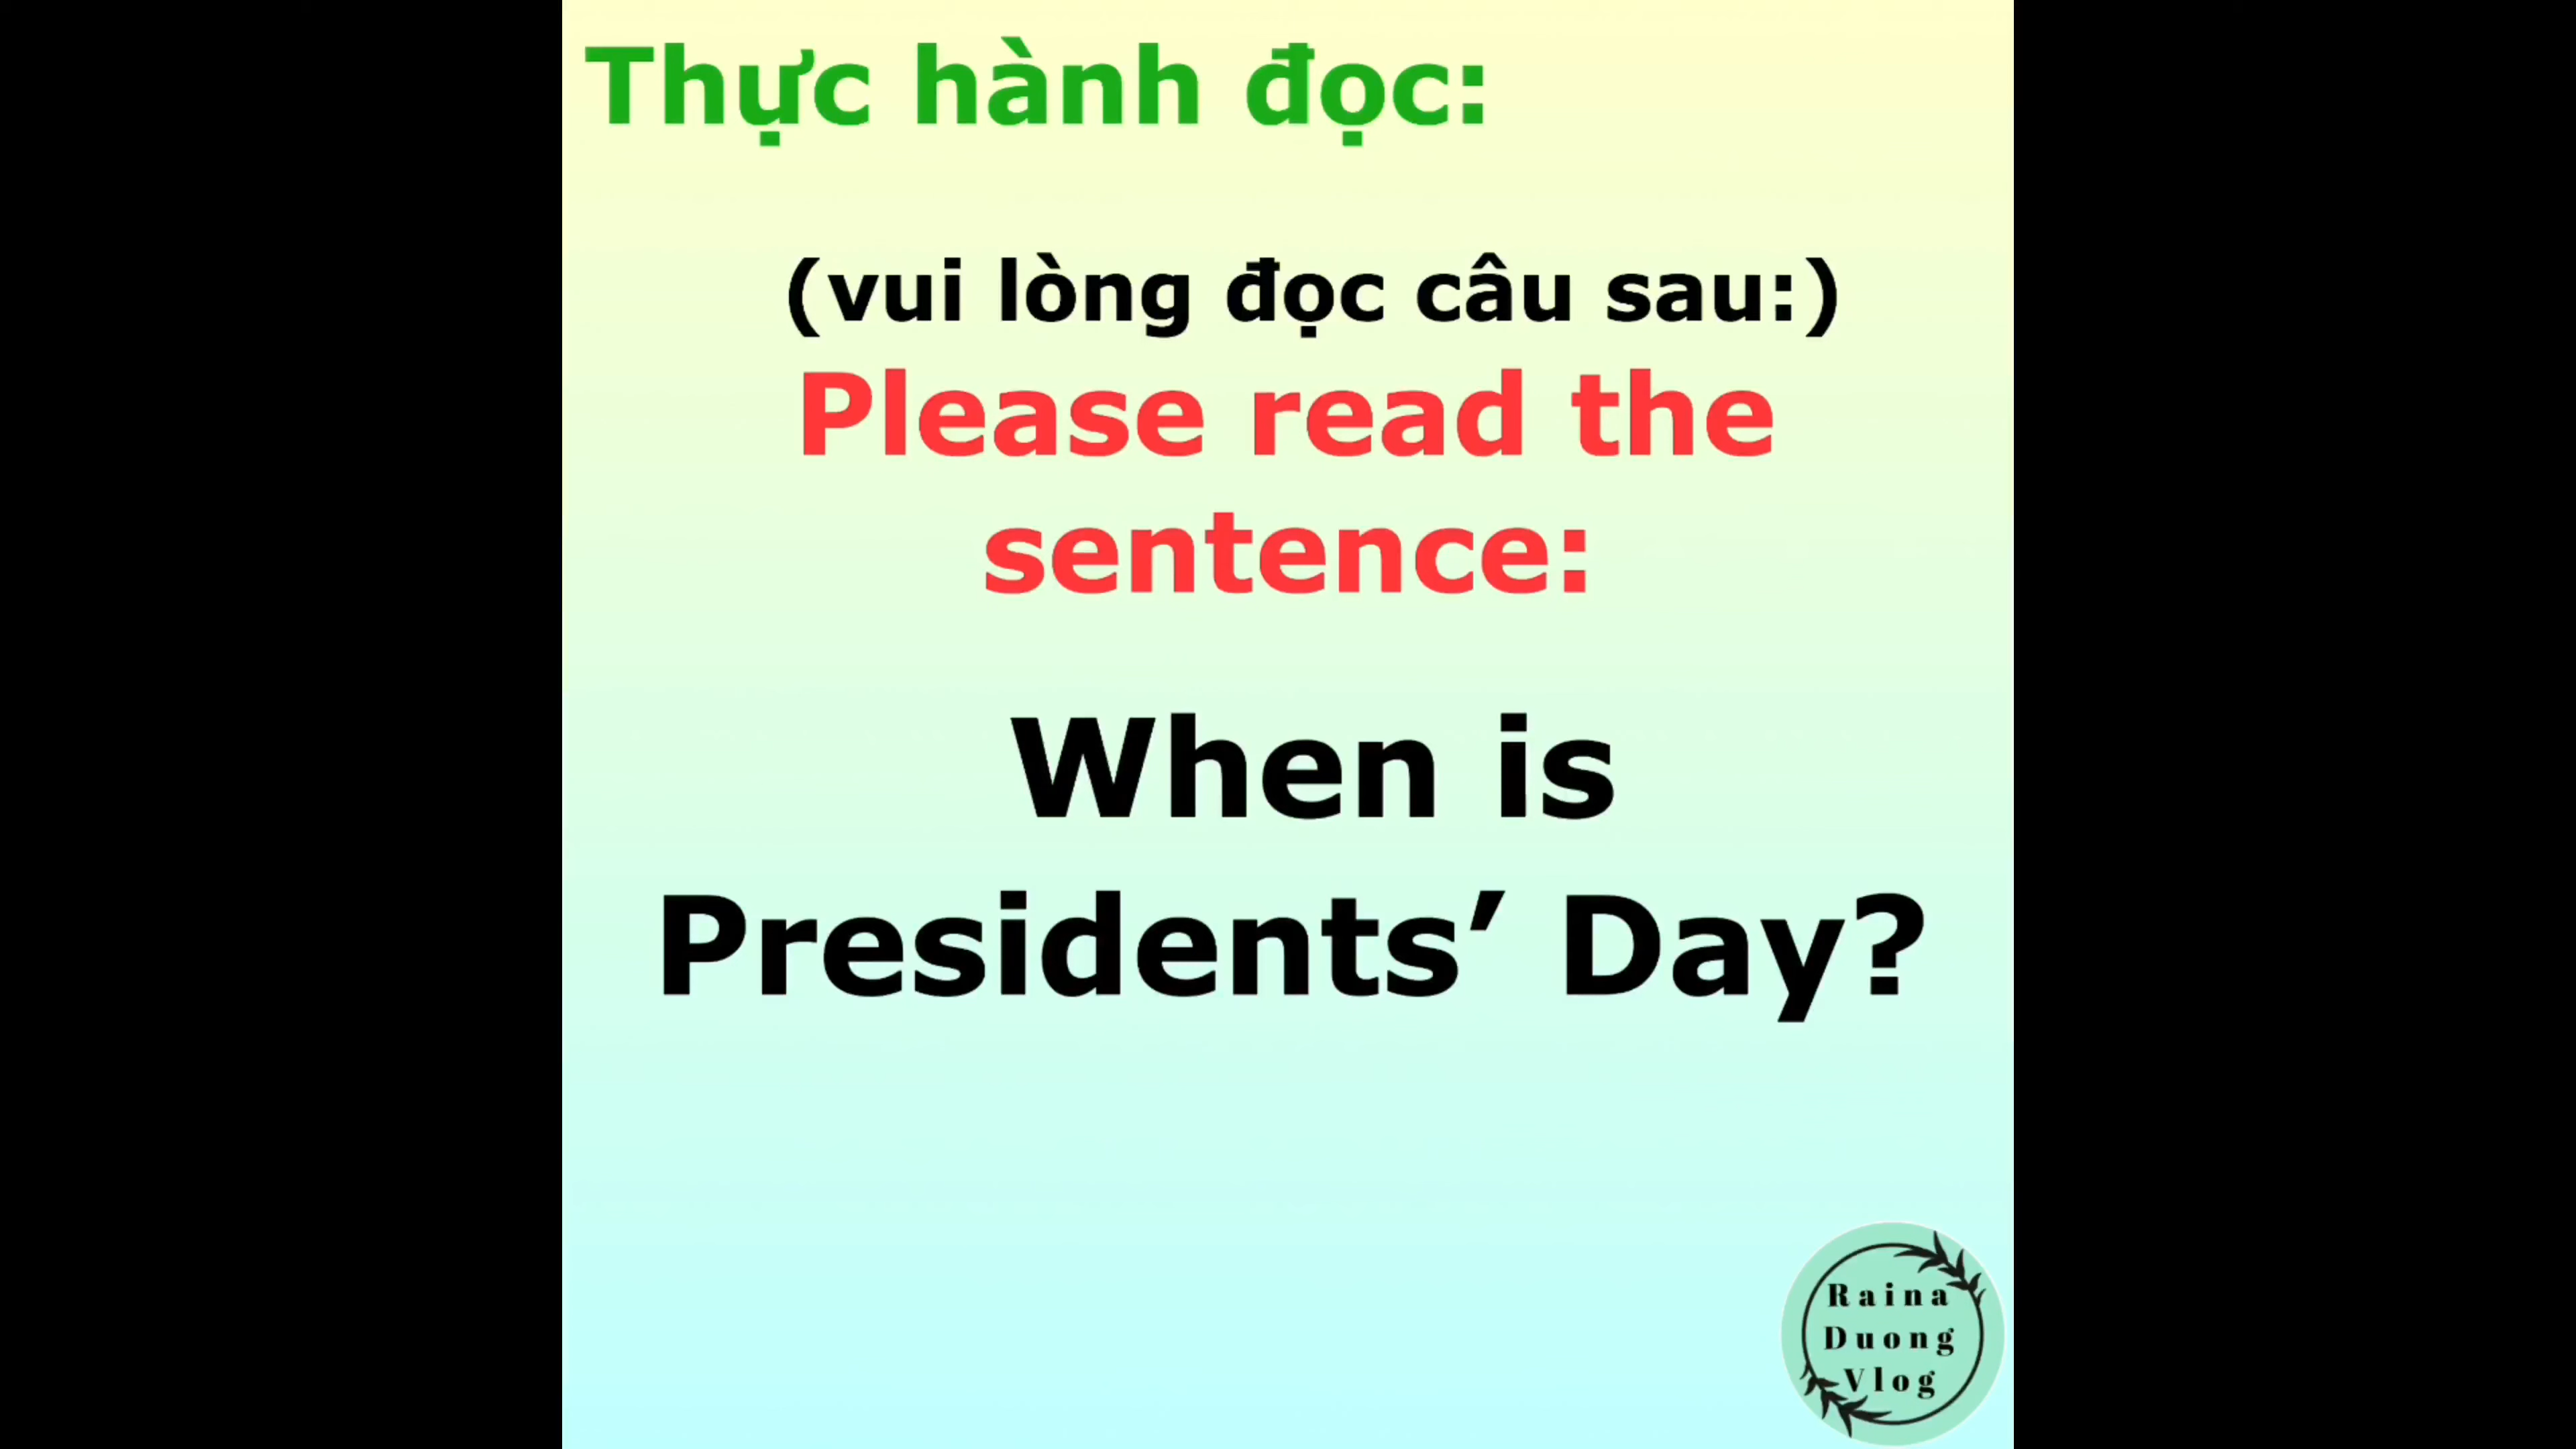 Thực hành đọc:
(vui lòng đọc câu sau:)
Please read the
sentence:
When is
Presidents’ Day?
Raina
Duong
Vlog